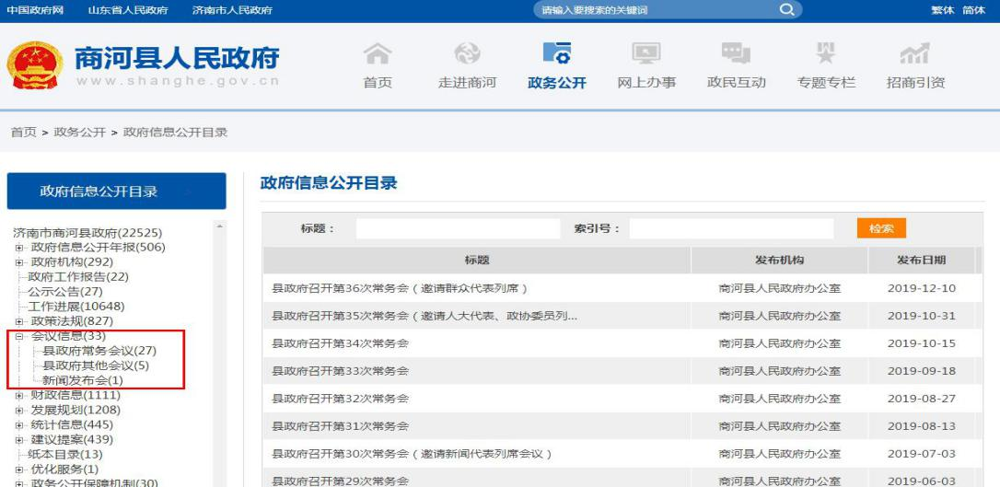 中国政府网 山东省人民政府 济南市人民政府 请输入要搜索的关键词 繁体 简体
商河县人民政府
www.shanghe.gov.cn
首页 走进商河 政务公开 网上办事 政民互动 专题专栏 招商引资
首页 > 政务公开 > 政府信息公开目录
政府信息公开目录
济南市商河县政府(22525)
政府信息公开年报(506)
政府机构(292)
政府工作报告(22)
公示公告(27)
工作进展(10648)
政策法规(827)
会议信息(33)
县政府常务会议(27)
县政府其他会议(5)
新闻发布会(1)
财政信息(1111)
发展规划(1208)
统计信息(445)
建议提案(439)
纸本目录(13)
优化服务(1)
政务公开保障机制(30)
政府信息公开目录
标题： 索引号： 检索
标题 发布机构 发布日期
县政府召开第36次常务会（邀请群众代表列席） 商河县人民政府办公室 2019-12-10
县政府召开第35次常务会（邀请人大代表、政协委员列... 商河县人民政府办公室 2019-10-31
县政府召开第34次常务会 商河县人民政府办公室 2019-10-15
县政府召开第33次常务会 商河县人民政府办公室 2019-09-18
县政府召开第32次常务会 商河县人民政府办公室 2019-08-27
县政府召开第31次常务会 商河县人民政府办公室 2019-08-13
县政府召开第30次常务会（邀请新闻代表列席会议） 商河县人民政府办公室 2019-07-03
县政府召开第29次常务会 商河县人民政府办公室 2019-06-03